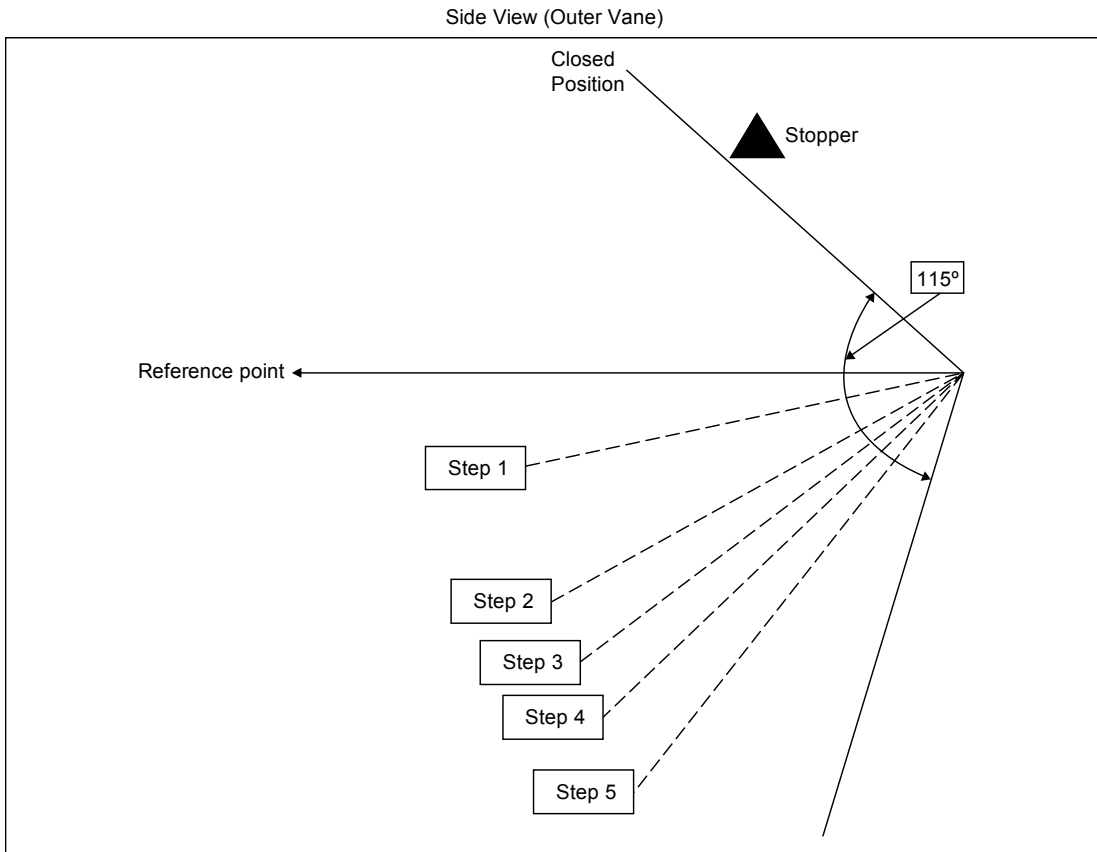 Side View (Outer Vane)
Closed
Position
Stopper
115º
Reference point
Step 1
Step 2
Step 3
Step 4
Step 5